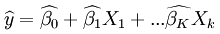 ŷ = β̂₀ + β̂₁X₁ + ...β̂_K X_k